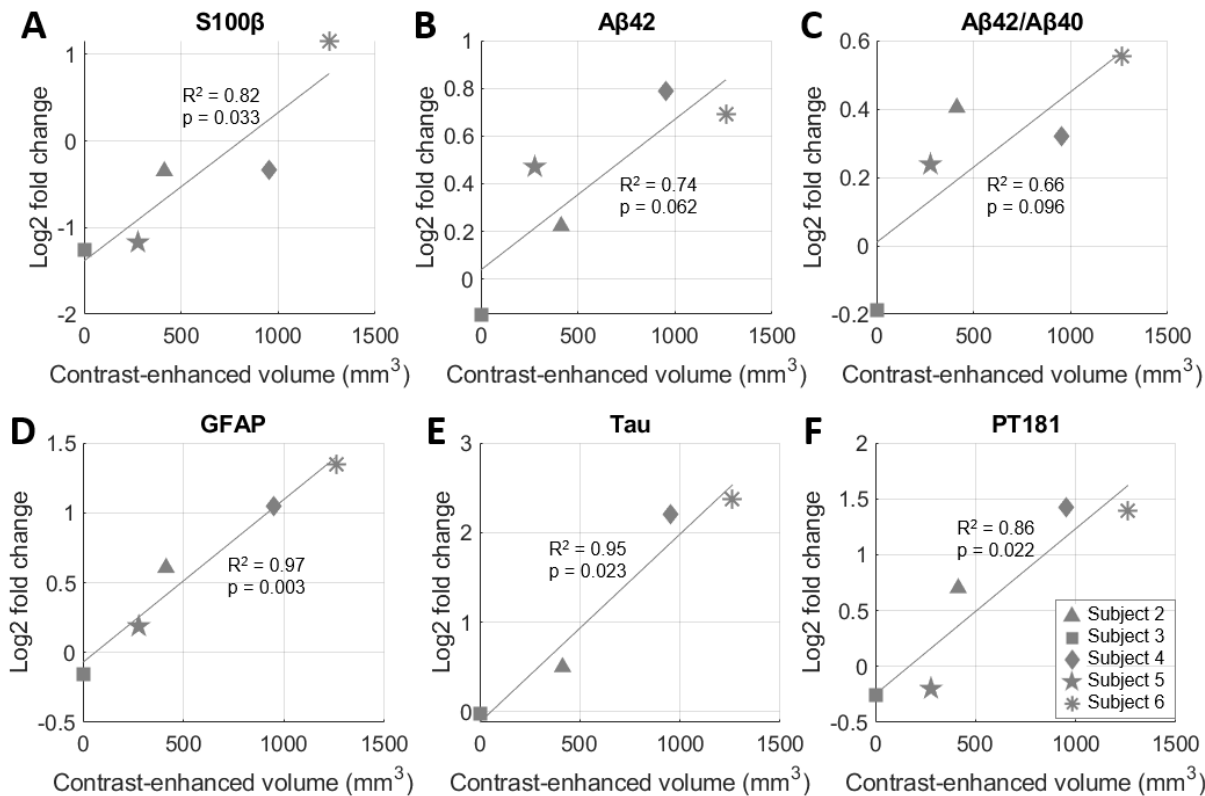 A
S100β
Log2 fold change
1
0
-1
-2
R² = 0.82
p = 0.033
0
500
1000
1500
Contrast-enhanced volume (mm³)
B
Aβ42
Log2 fold change
0.8
0.6
0.4
0.2
0
R² = 0.74
p = 0.062
0
500
1000
1500
Contrast-enhanced volume (mm³)
C
Aβ42/Aβ40
Log2 fold change
0.6
0.4
0.2
0
-0.2
R² = 0.66
p = 0.096
0
500
1000
1500
Contrast-enhanced volume (mm³)
D
GFAP
Log2 fold change
1.5
1
0.5
0
-0.5
R² = 0.97
p = 0.003
0
500
1000
1500
Contrast-enhanced volume (mm³)
E
Tau
Log2 fold change
3
2
1
0
R² = 0.95
p = 0.023
0
500
1000
1500
Contrast-enhanced volume (mm³)
F
PT181
Log2 fold change
2
1.5
1
0.5
0
-0.5
R² = 0.86
p = 0.022
Subject 2
Subject 3
Subject 4
Subject 5
Subject 6
0
500
1000
1500
Contrast-enhanced volume (mm³)